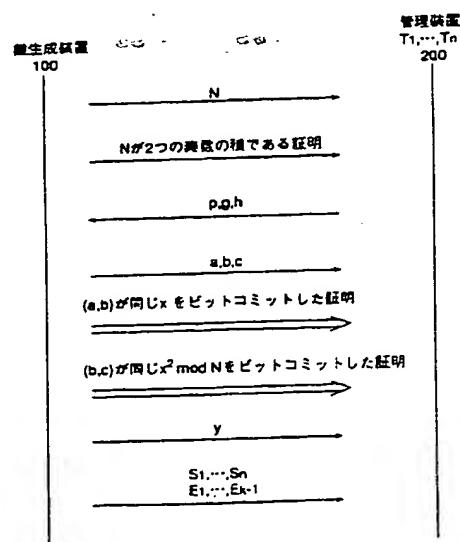 管理装置
T1,…,Tn
200
鍵生成装置
100
N
Nが2つの素数の積である証明
p,g,h
a,b,c
(a,b)が同じx をビットコミットした証明
(b,c)が同じx² mod Nをビットコミットした証明
y
S1,…,Sn
E1,…,Ek-1